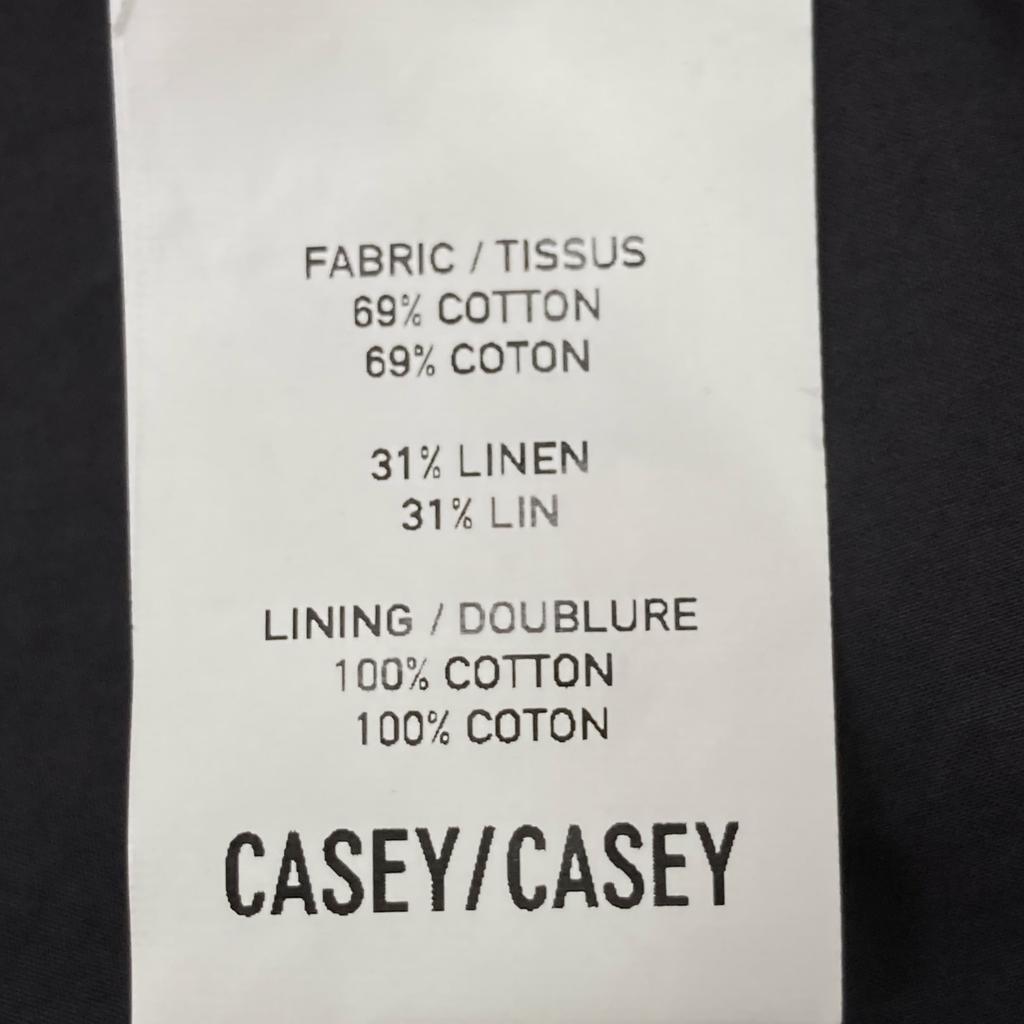 FABRIC / TISSUS
69% COTTON
69% COTON
31% LINEN
31% LIN
LINING / DOUBLURE
100% COTTON
100% COTON
CASEY/CASEY